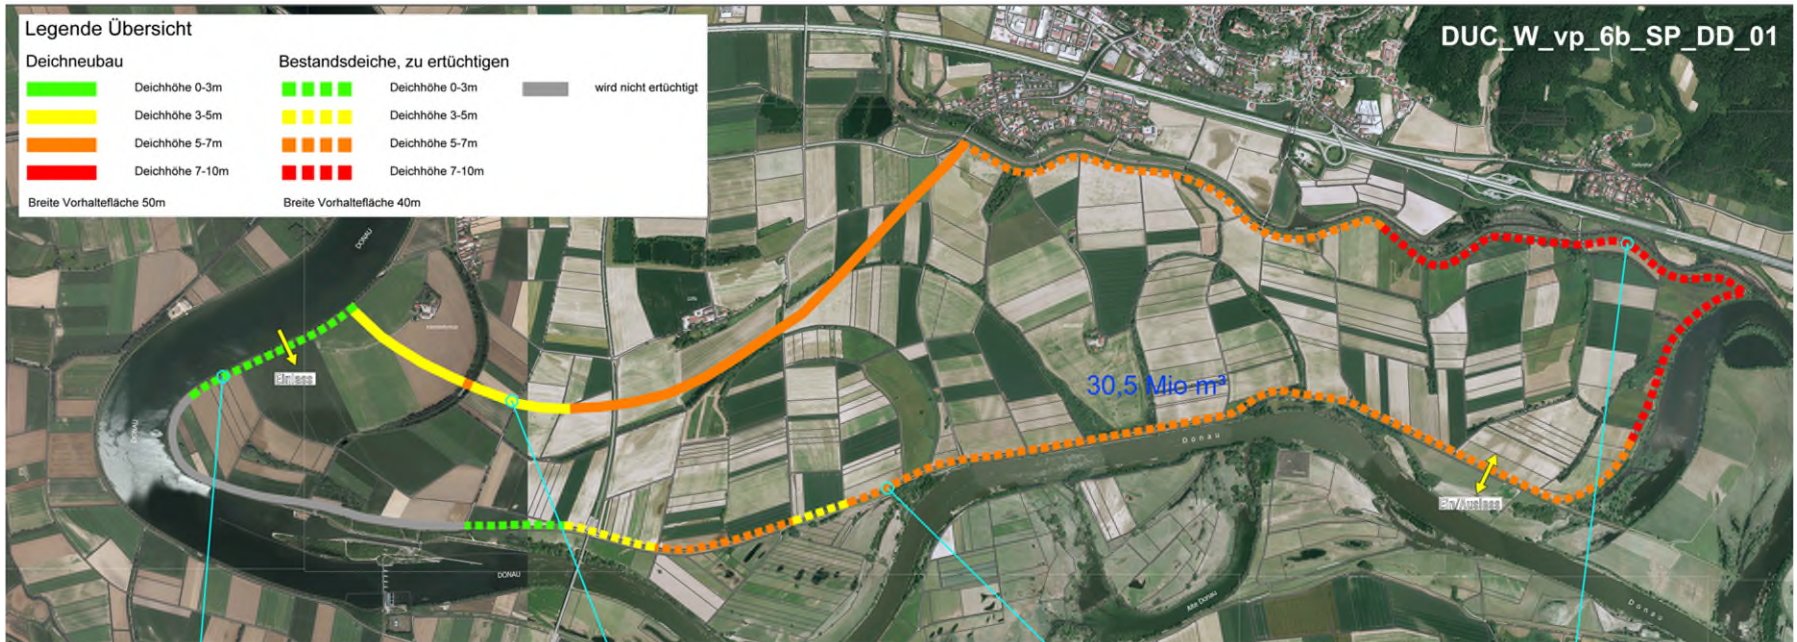 Legende Übersicht
Deichneubau
Deichhöhe 0-3m
Deichhöhe 3-5m
Deichhöhe 5-7m
Deichhöhe 7-10m
Breite Vorhaltefläche 50m
Bestandsdeiche, zu ertüchtigen
Deichhöhe 0-3m
Deichhöhe 3-5m
Deichhöhe 5-7m
Deichhöhe 7-10m
Breite Vorhaltefläche 40m
wird nicht ertüchtigt
DUC_W_vp_6b_SP_DD_01
DONAU
Einlass
DONAU
30,5 Mio m³
Donau
Ein/Auslass
DONAU
Alte Donau
Donau